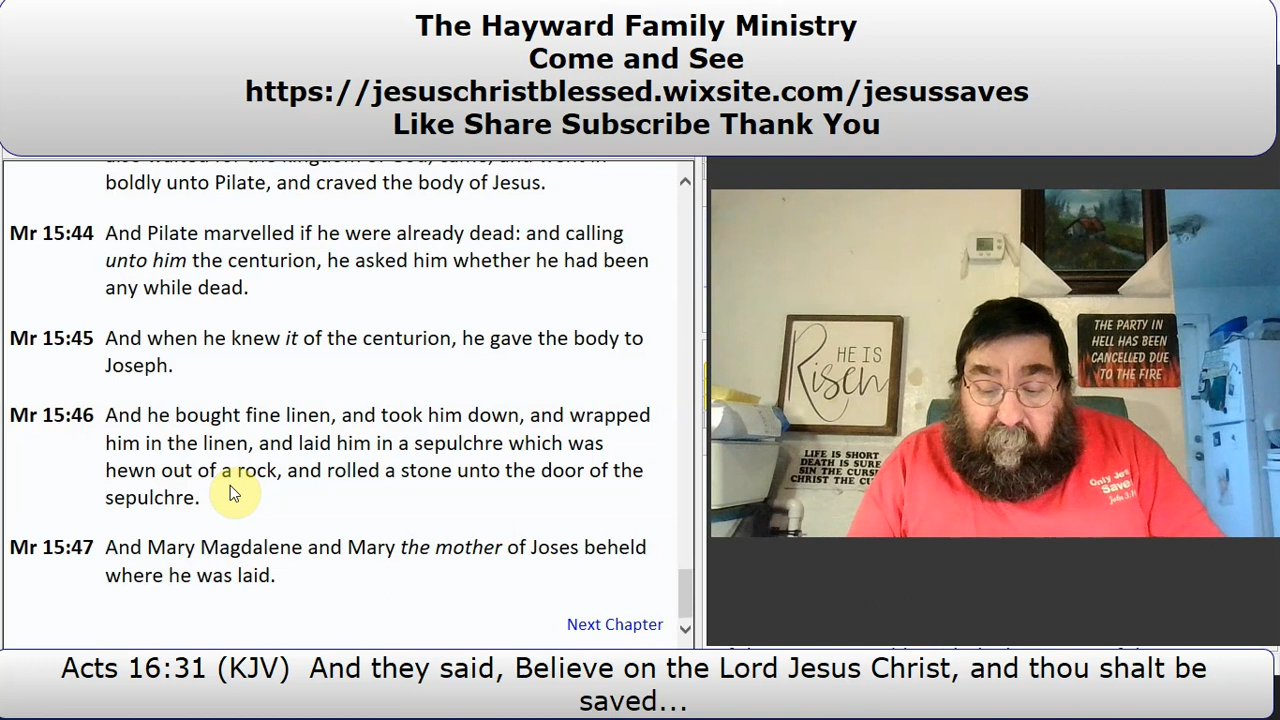 The Hayward Family Ministry
Come and See
https://jesuschristblessed.wixsite.com/jesussaves
Like Share Subscribe Thank You
boldly unto Pilate, and craved the body of Jesus.
Mr 15:44 And Pilate marvelled if he were already dead: and calling
unto him the centurion, he asked him whether he had been
any while dead.
Mr 15:45 And when he knew it of the centurion, he gave the body to
Joseph.
Mr 15:46 And he bought fine linen, and took him down, and wrapped
him in the linen, and laid him in a sepulchre which was
hewn out of a rock, and rolled a stone unto the door of the
sepulchre.
Mr 15:47 And Mary Magdalene and Mary the mother of Joses beheld
where he was laid.
Next Chapter
HE IS
Risen
THE PARTY IN
HELL HAS BEEN
CANCELLED DUE
TO THE FIRE
LIFE IS SHORT
DEATH IS SURE
SIN THE
CHRIST THE
Only
John
Acts 16:31 (KJV) And they said, Believe on the Lord Jesus Christ, and thou shalt be
saved...